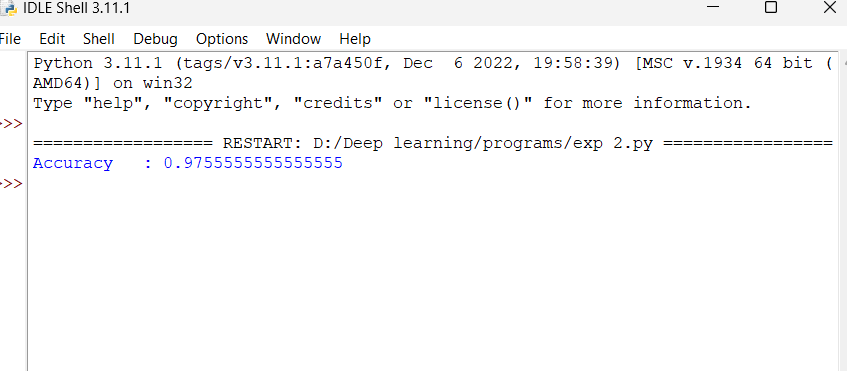 IDLE Shell 3.11.1
File Edit Shell Debug Options Window Help
Python 3.11.1 (tags/v3.11.1:a7a450f, Dec  6 2022, 19:58:39) [MSC v.1934 64 bit (
AMD64)] on win32
Type "help", "copyright", "credits" or "license()" for more information.
>>>
================== RESTART: D:/Deep learning/programs/exp 2.py =================
Accuracy   : 0.9755555555555555
>>>